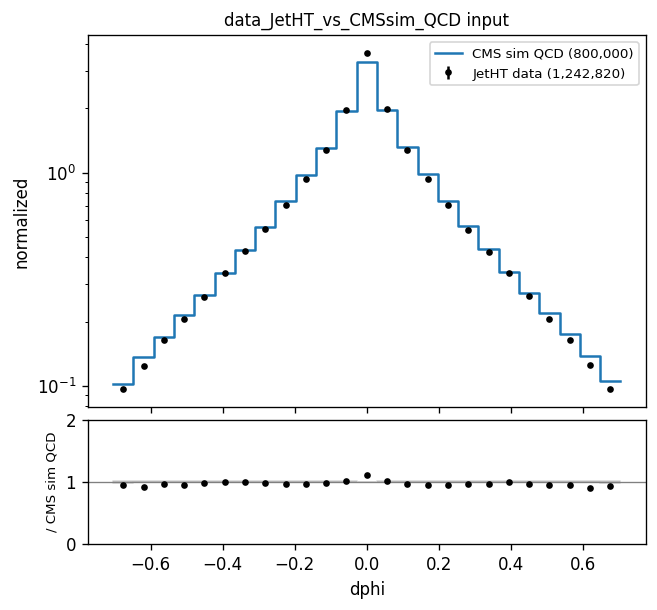 data_JetHT_vs_CMSsim_QCD input
CMS sim QCD (800,000)
JetHT data (1,242,820)
normalized
10⁰
10⁻¹
/ CMS sim QCD
2
1
0
−0.6 −0.4 −0.2 0.0 0.2 0.4 0.6
dphi